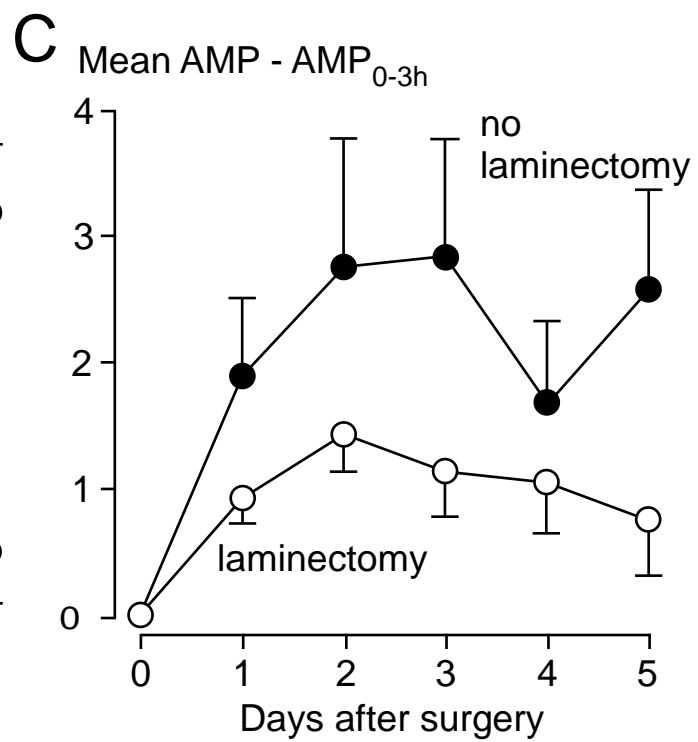 C
Mean AMP - AMP0-3h
4
no
laminectomy
3
2
1
laminectomy
0
0 1 2 3 4 5
Days after surgery